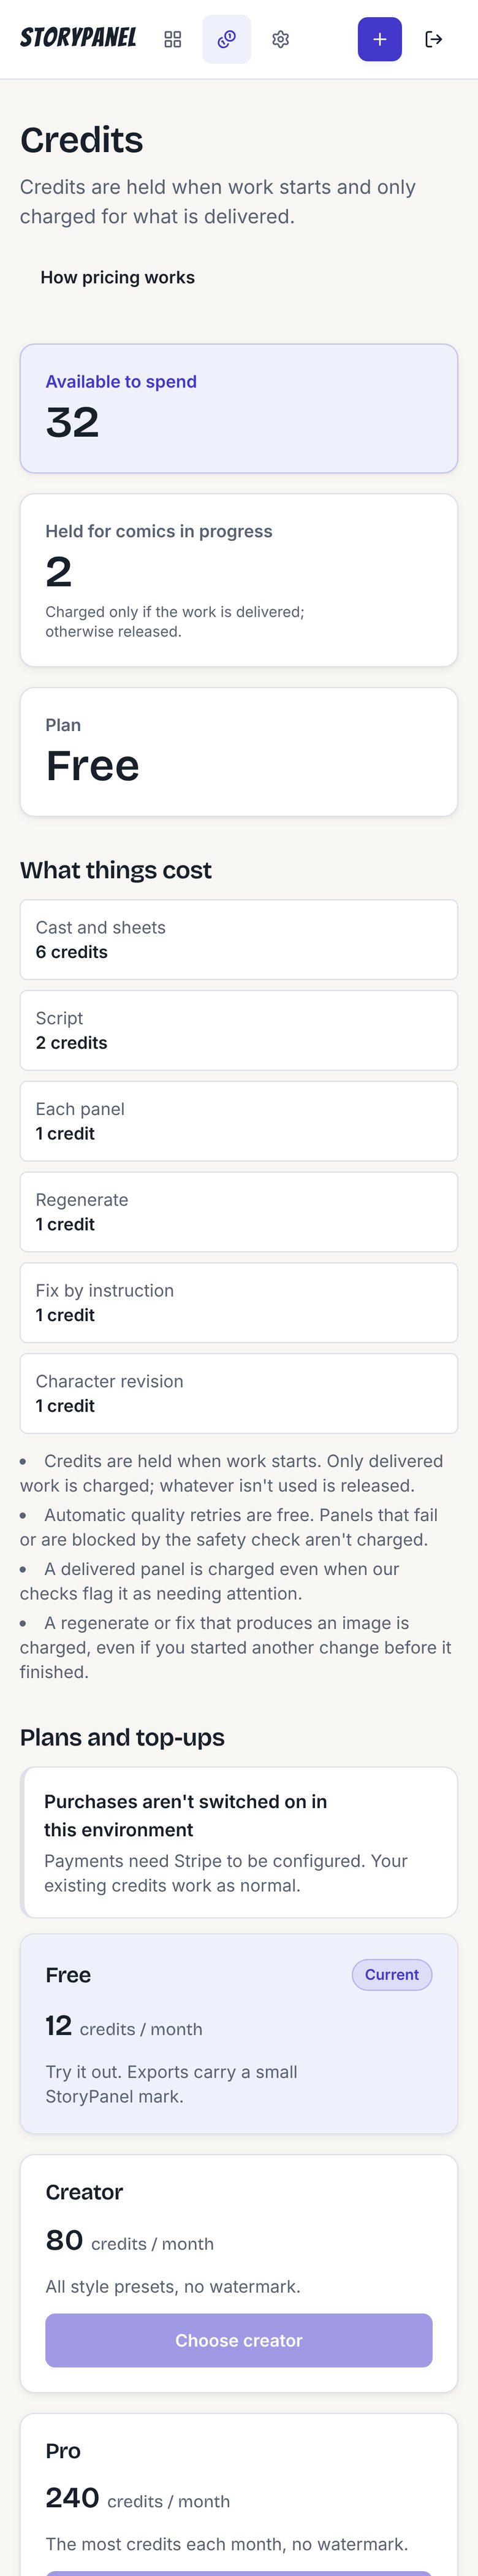 STORYPANEL
Credits
Credits are held when work starts and only
charged for what is delivered.
How pricing works
Available to spend
32
Held for comics in progress
2
Charged only if the work is delivered;
otherwise released.
Plan
Free
What things cost
Cast and sheets
6 credits
Script
2 credits
Each panel
1 credit
Regenerate
1 credit
Fix by instruction
1 credit
Character revision
1 credit
• Credits are held when work starts. Only delivered
work is charged; whatever isn't used is released.
• Automatic quality retries are free. Panels that fail
or are blocked by the safety check aren't charged.
• A delivered panel is charged even when our
checks flag it as needing attention.
• A regenerate or fix that produces an image is
charged, even if you started another change before it
finished.
Plans and top-ups
Purchases aren't switched on in
this environment
Payments need Stripe to be configured. Your
existing credits work as normal.
Free
Current
12 credits / month
Try it out. Exports carry a small
StoryPanel mark.
Creator
80 credits / month
All style presets, no watermark.
Choose creator
Pro
240 credits / month
The most credits each month, no watermark.